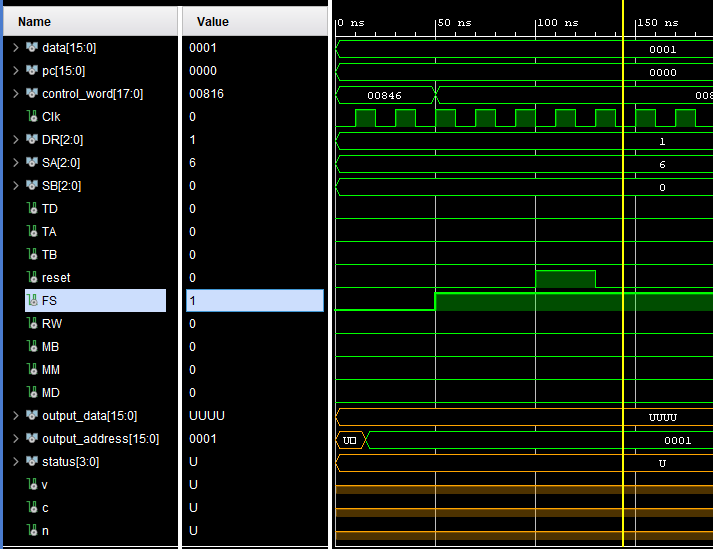 Name Value 0 ns 50 ns 100 ns 150 ns
data[15:0] 0001 0001
pc[15:0] 0000 0000
control_word[17:0] 00816 00846 008
Clk 0
DR[2:0] 1 1
SA[2:0] 6 6
SB[2:0] 0 0
TD 0
TA 0
TB 0
reset 0
FS 1
RW 0
MB 0
MM 0
MD 0
output_data[15:0] UUUU UUUU
output_address[15:0] 0001 UU 0001
status[3:0] U U
v U
c U
n U